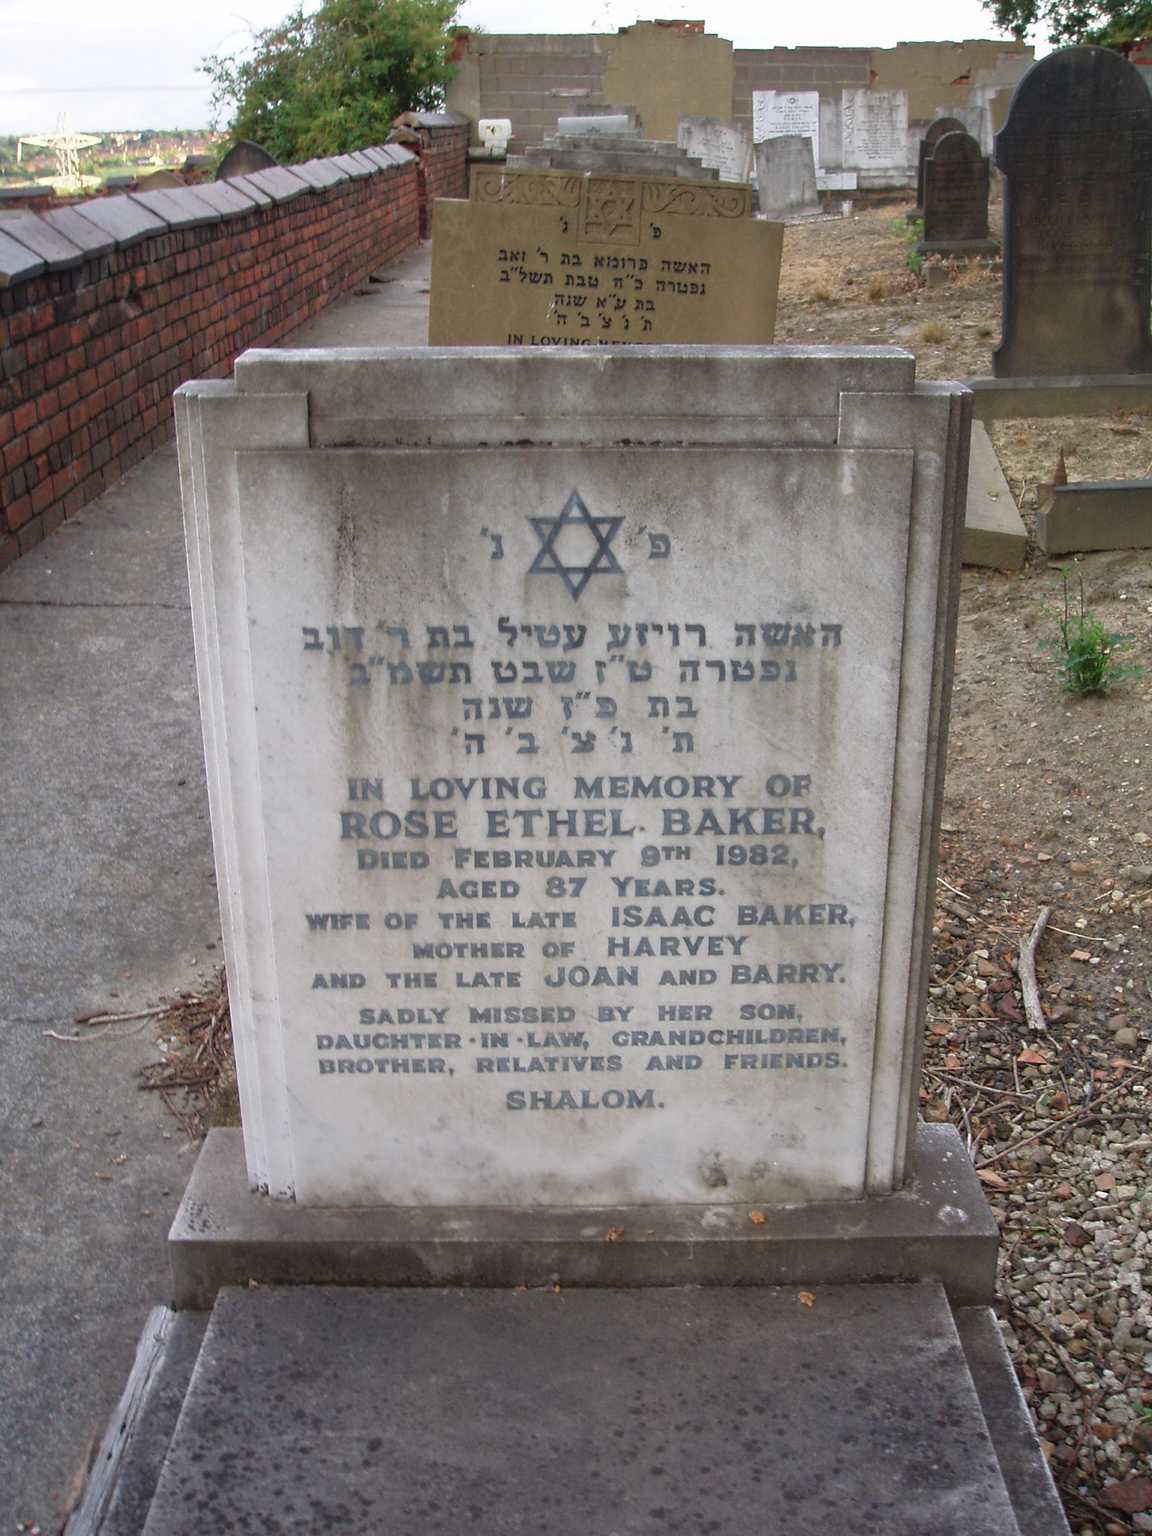 פ׳ נ׳
האשה פרומא בת ר׳ זאב
נפטרה כ״ח טבת תשל״ב
בת ע״א שנה
ת׳ נ׳ צ׳ ב׳ ה׳
IN LOVING MEMORY
פ׳ נ׳
האשה רויזע עטיל בת ר׳ דוב
נפטרה ט״ז שבט תשמ״ב
בת פ״ז שנה
ת׳ נ׳ צ׳ ב׳ ה׳
IN LOVING MEMORY OF
ROSE ETHEL BAKER,
DIED FEBRUARY 9TH 1982,
AGED 87 YEARS.
WIFE OF THE LATE ISAAC BAKER,
MOTHER OF HARVEY
AND THE LATE JOAN AND BARRY.
SADLY MISSED BY HER SON,
DAUGHTER-IN-LAW, GRANDCHILDREN,
BROTHER, RELATIVES AND FRIENDS.
SHALOM.